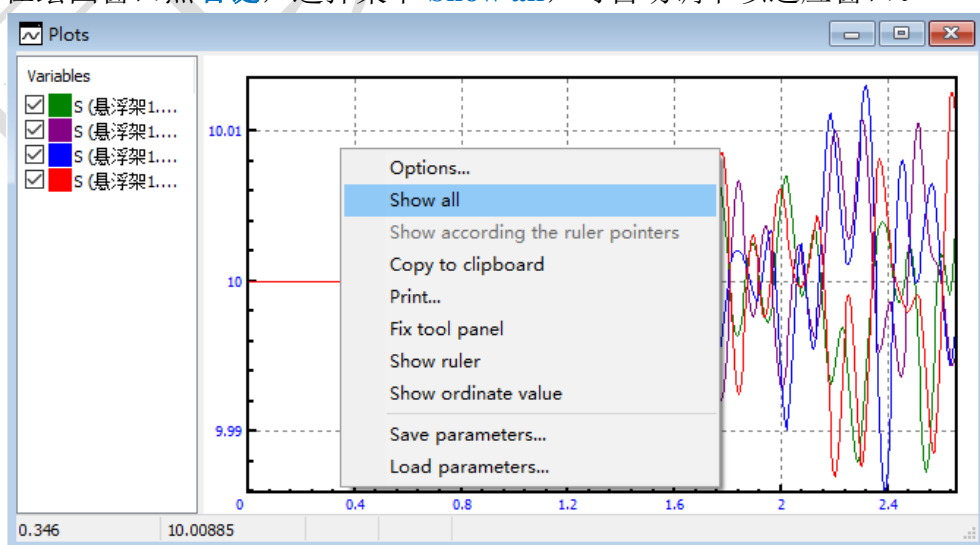 Plots
Variables
S (悬浮架1....
S (悬浮架1....
S (悬浮架1....
S (悬浮架1....
10.01
10
9.99
Options...
Show all
Show according the ruler pointers
Copy to clipboard
Print...
Fix tool panel
Show ruler
Show ordinate value
Save parameters...
Load parameters...
0 0.4 0.8 1.2 1.6 2 2.4
0.346 10.00885